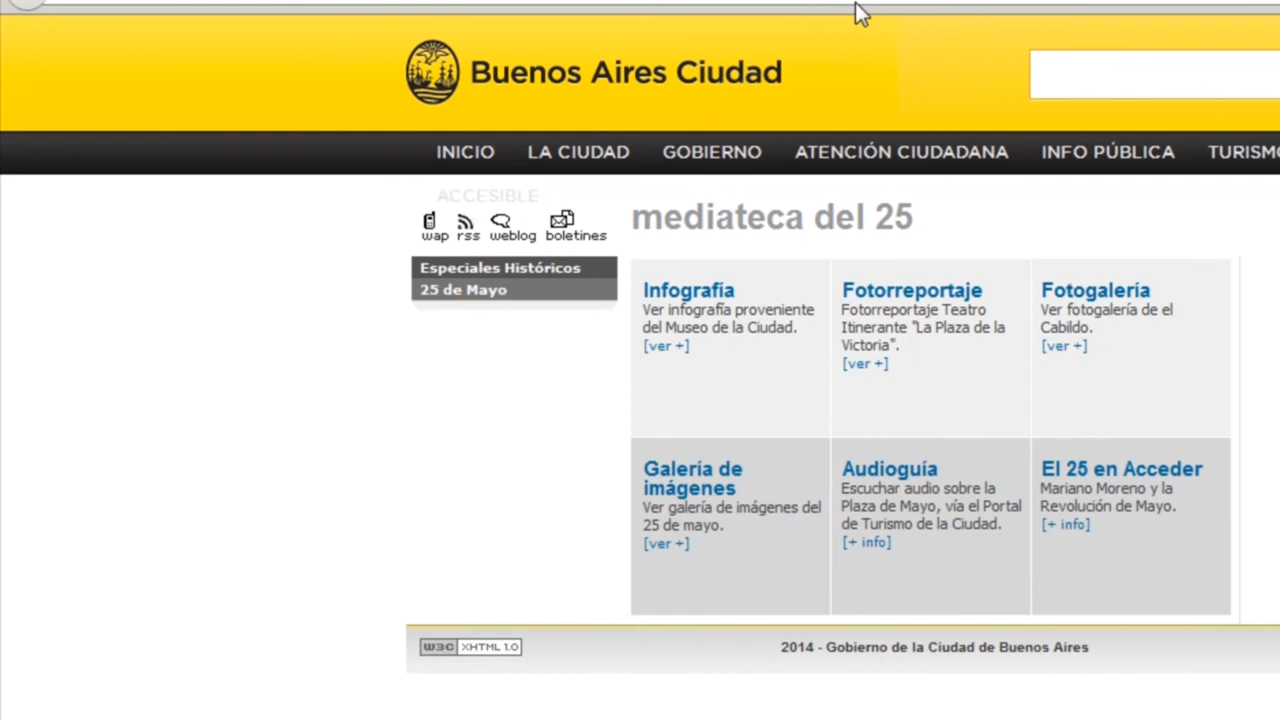 Buenos Aires Ciudad
INICIO LA CIUDAD GOBIERNO ATENCIÓN CIUDADANA INFO PÚBLICA TURISMO
ACCESIBLE
wap rss weblog boletines
Especiales Históricos
25 de Mayo
mediateca del 25
Infografía
Ver infografía proveniente
del Museo de la Ciudad.
[ver +]
Fotorreportaje
Fotorreportaje Teatro
Itinerante "La Plaza de la
Victoria".
[ver +]
Fotogalería
Ver fotogalería de el
Cabildo.
[ver +]
Galería de
imágenes
Ver galería de imágenes del
25 de mayo.
[ver +]
Audioguía
Escuchar audio sobre la
Plaza de Mayo, vía el Portal
de Turismo de la Ciudad.
[+ info]
El 25 en Acceder
Mariano Moreno y la
Revolución de Mayo.
[+ info]
W3C XHTML 1.0
2014 - Gobierno de la Ciudad de Buenos Aires